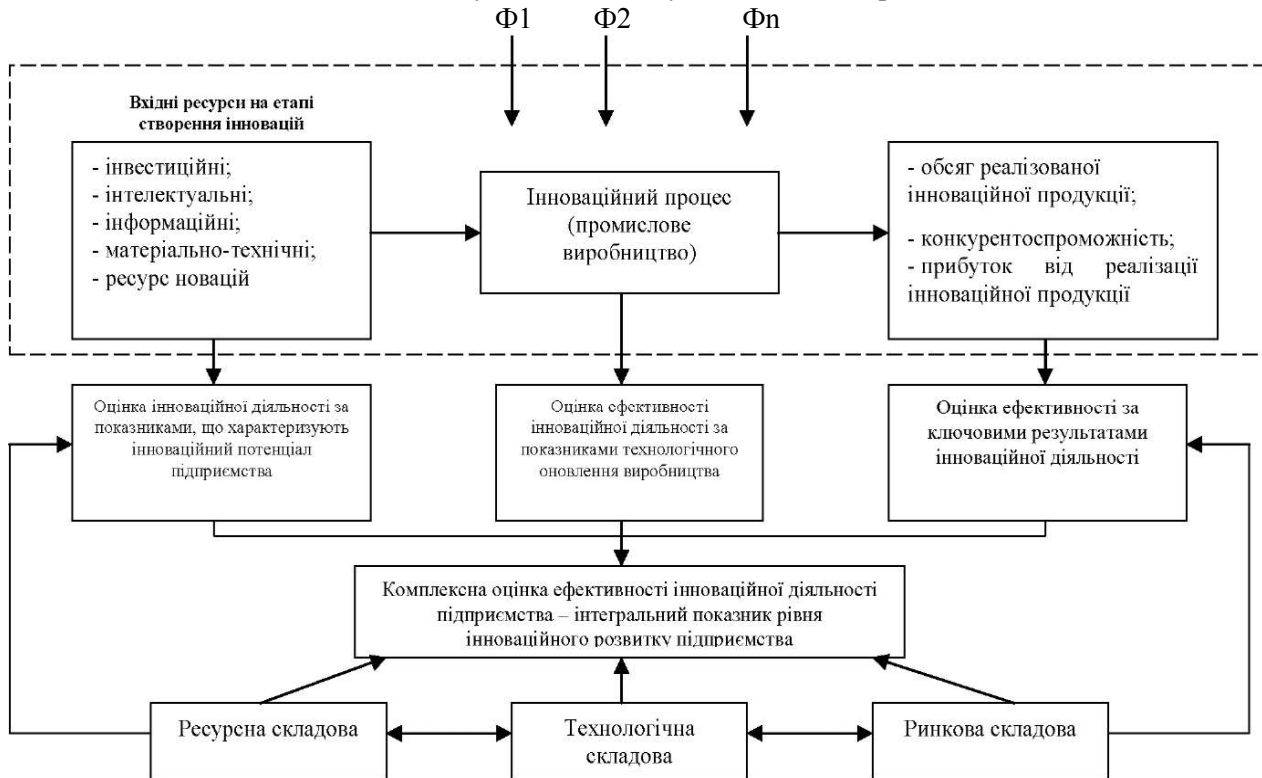 Ф1 Ф2 Фn
Вхідні ресурси на етапі
створення інновацій
- інвестиційні;
- інтелектуальні;
- інформаційні;
- матеріально-технічні;
- ресурс новацій
Інноваційний процес
(промислове
виробництво)
- обсяг реалізованої
інноваційної продукції;
- конкурентоспроможність;
- прибуток від реалізації
інноваційної продукції
Оцінка інноваційної діяльності за
показниками, що характеризують
інноваційний потенціал
підприємства
Оцінка ефективності
інноваційної діяльності за
показниками технологічного
оновлення виробництва
Оцінка ефективності за
ключовими результатами
інноваційної діяльності
Комплексна оцінка ефективності інноваційної діяльності
підприємства – інтегральний показник рівня
інноваційного розвитку підприємства
Ресурсна складова
Технологічна
складова
Ринкова складова